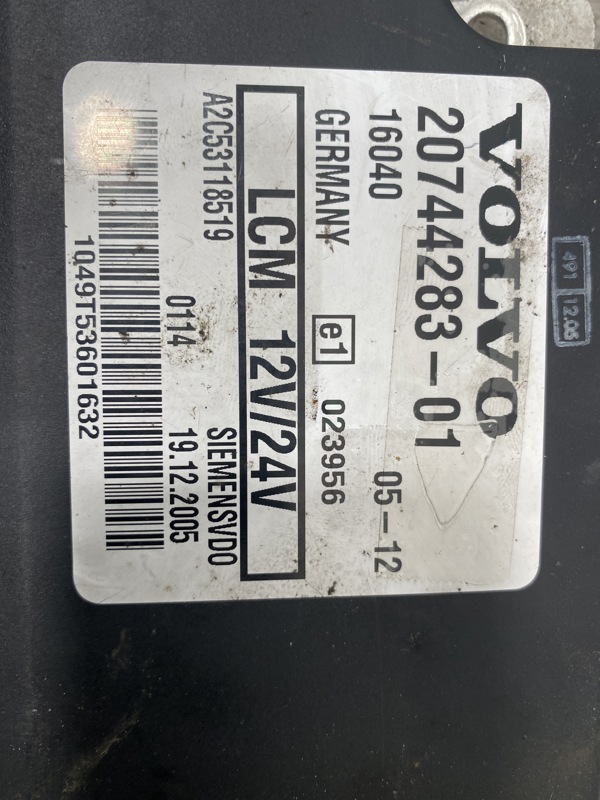 VOLVO
20744283-01
16040 05-12
GERMANY e1 023956
LCM 12V/24V
A2C53118519 SIEMENSVDO
0114 19.12.2005
1049T53601632
491 12.05